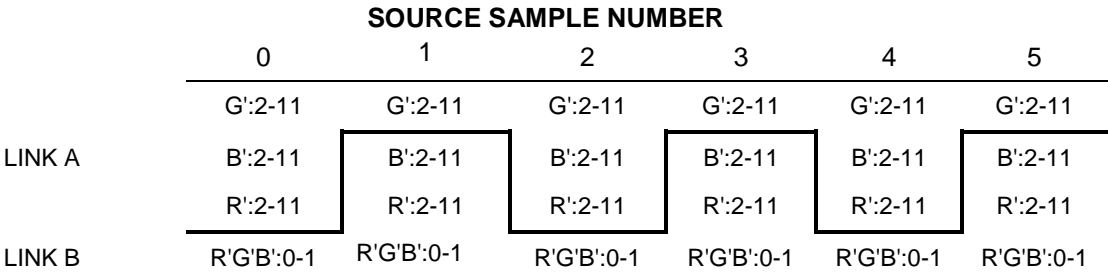 SOURCE SAMPLE NUMBER
0 1 2 3 4 5
G':2-11 G':2-11 G':2-11 G':2-11 G':2-11 G':2-11
LINK A B':2-11 B':2-11 B':2-11 B':2-11 B':2-11 B':2-11
R':2-11 R':2-11 R':2-11 R':2-11 R':2-11 R':2-11
LINK B R'G'B':0-1 R'G'B':0-1 R'G'B':0-1 R'G'B':0-1 R'G'B':0-1 R'G'B':0-1